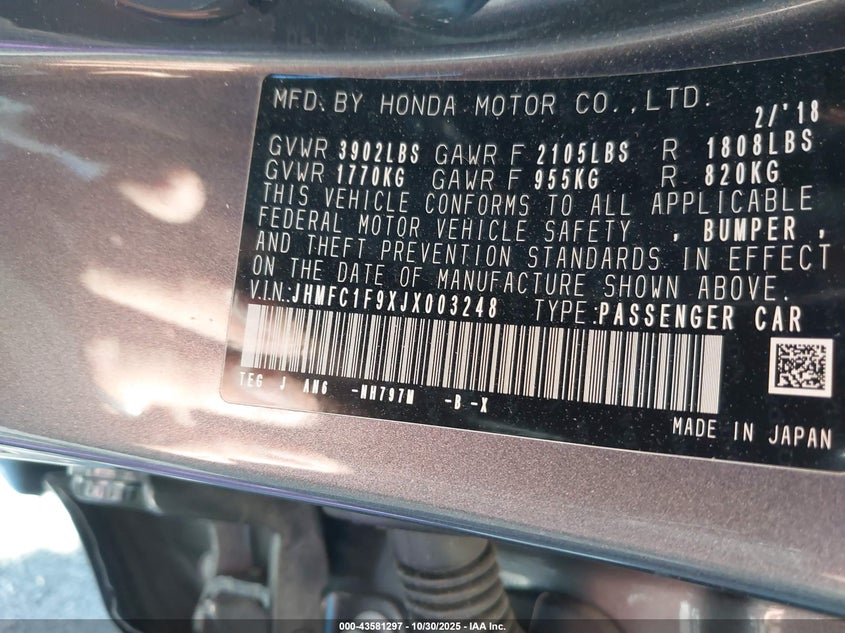 MFD. BY HONDA MOTOR CO.,LTD. 2/'18
GVWR 3902LBS GAWR F 2105LBS R 1808LBS
GVWR 1770KG GAWR F 955KG R 820KG
THIS VEHICLE CONFORMS TO ALL APPLICABLE
FEDERAL MOTOR VEHICLE SAFETY , BUMPER ,
AND THEFT PREVENTION STANDARDS IN EFFECT
ON THE DATE OF MANUFACTURE SHOWN ABOVE.
V.I.N:JHMFC1F9XJX003248 TYPE:PASSENGER CAR
TEG J AM6 -NH797M -B -X
MADE IN JAPAN
000-43581297 - 10/30/2025 - IAA Inc.